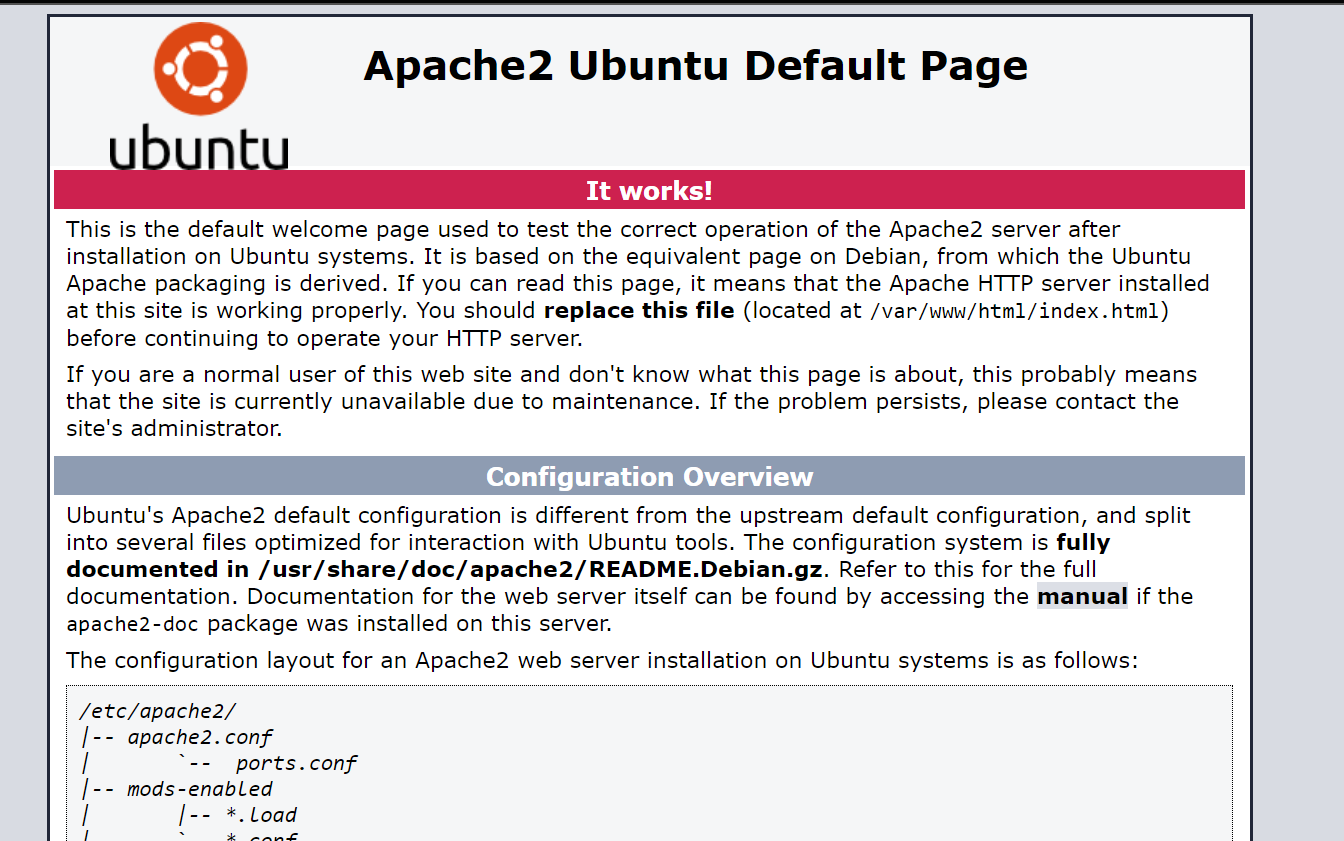 ubuntu
Apache2 Ubuntu Default Page
It works!
This is the default welcome page used to test the correct operation of the Apache2 server after
installation on Ubuntu systems. It is based on the equivalent page on Debian, from which the Ubuntu
Apache packaging is derived. If you can read this page, it means that the Apache HTTP server installed
at this site is working properly. You should replace this file (located at /var/www/html/index.html)
before continuing to operate your HTTP server.
If you are a normal user of this web site and don't know what this page is about, this probably means
that the site is currently unavailable due to maintenance. If the problem persists, please contact the
site's administrator.
Configuration Overview
Ubuntu's Apache2 default configuration is different from the upstream default configuration, and split
into several files optimized for interaction with Ubuntu tools. The configuration system is fully
documented in /usr/share/doc/apache2/README.Debian.gz. Refer to this for the full
documentation. Documentation for the web server itself can be found by accessing the manual if the
apache2-doc package was installed on this server.
The configuration layout for an Apache2 web server installation on Ubuntu systems is as follows:
/etc/apache2/
|-- apache2.conf
|       `--  ports.conf
|-- mods-enabled
|       |-- *.load
|       `-- *.conf